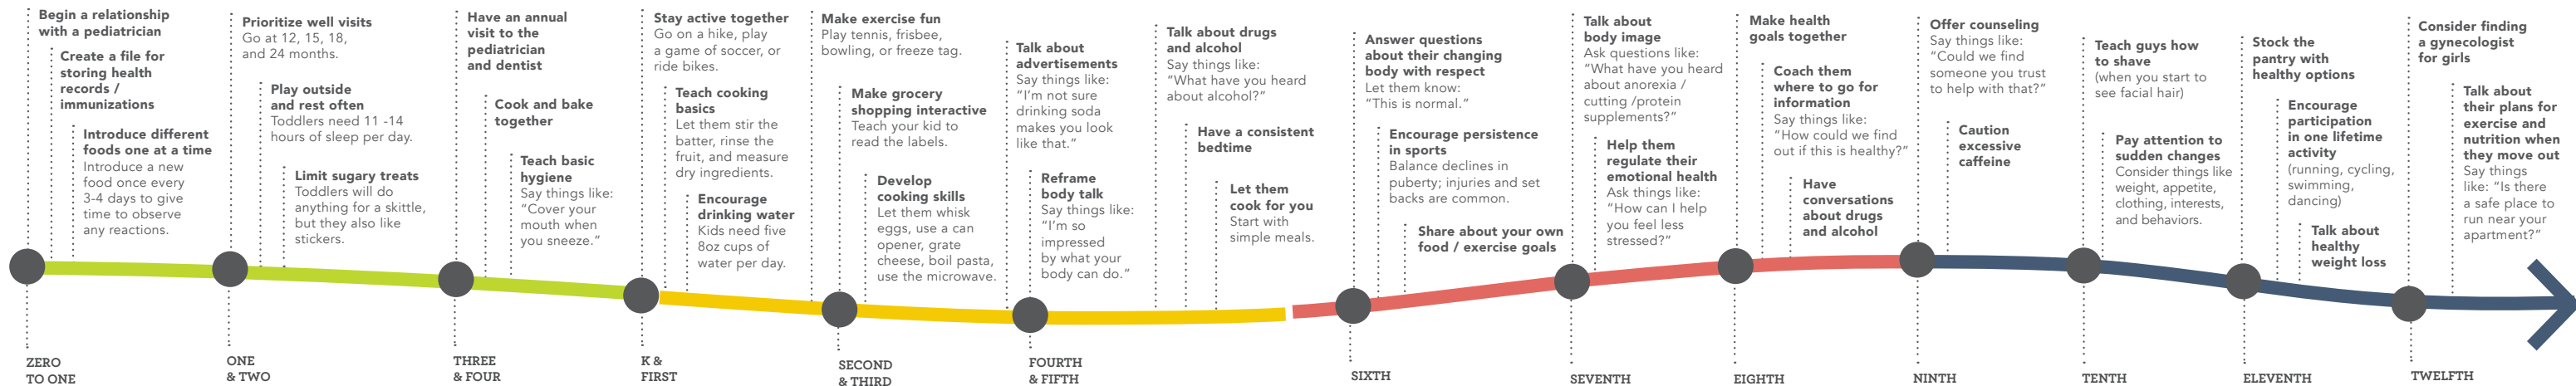 Begin a relationship
with a pediatrician
Create a file for
storing health
records /
immunizations
Introduce different
foods one at a time
Introduce a new
food once every
3-4 days to give
time to observe
any reactions.
ZERO
TO ONE
Prioritize well visits
Go at 12, 15, 18,
and 24 months.
Play outside
and rest often
Toddlers need 11 -14
hours of sleep per day.
Limit sugary treats
Toddlers will do
anything for a skittle,
but they also like
stickers.
ONE
& TWO
Have an annual
visit to the
pediatrician
and dentist
Cook and bake
together
Teach basic
hygiene
Say things like:
“Cover your
mouth when
you sneeze.”
THREE
& FOUR
Stay active together
Go on a hike, play
a game of soccer, or
ride bikes.
Teach cooking
basics
Let them stir the
batter, rinse the
fruit, and measure
dry ingredients.
Encourage
drinking water
Kids need five
8oz cups of
water per day.
K &
FIRST
Make exercise fun
Play tennis, frisbee,
bowling, or freeze tag.
Make grocery
shopping interactive
Teach your kid to
read the labels.
Develop
cooking skills
Let them whisk
eggs, use a can
opener, grate
cheese, boil pasta,
use the microwave.
SECOND
& THIRD
Talk about
advertisements
Say things like:
“I’m not sure
drinking soda
makes you look
like that.”
Reframe
body talk
Say things like:
“I’m so
impressed
by what your
body can do.”
FOURTH
& FIFTH
Talk about drugs
and alcohol
Say things like:
“What have you heard
about alcohol?”
Have a consistent
bedtime
Let them
cook for you
Start with
simple meals.
Answer questions
about their changing
body with respect
Let them know:
“This is normal.”
Encourage persistence
in sports
Balance declines in
puberty; injuries and set
backs are common.
Share about your own
food / exercise goals
SIXTH
Talk about
body image
Ask questions like:
“What have you heard
about anorexia /
cutting /protein
supplements?”
Help them
regulate their
emotional health
Ask things like:
“How can I help
you feel less
stressed?”
SEVENTH
Make health
goals together
Coach them
where to go for
information
Say things like:
“How could we find
out if this is healthy?”
Have
conversations
about drugs
and alcohol
EIGHTH
Offer counseling
Say things like:
“Could we find
someone you trust
to help with that?”
Caution
excessive
caffeine
NINTH
Teach guys how
to shave
(when you start to
see facial hair)
Pay attention to
sudden changes
Consider things like
weight, appetite,
clothing, interests,
and behaviors.
TENTH
Stock the
pantry with
healthy options
Encourage
participation
in one lifetime
activity
(running, cycling,
swimming,
dancing)
Talk about
healthy
weight loss
ELEVENTH
Consider finding
a gynecologist
for girls
Talk about
their plans for
exercise and
nutrition when
they move out
Say things
like: “Is there
a safe place to
run near your
apartment?”
TWELFTH